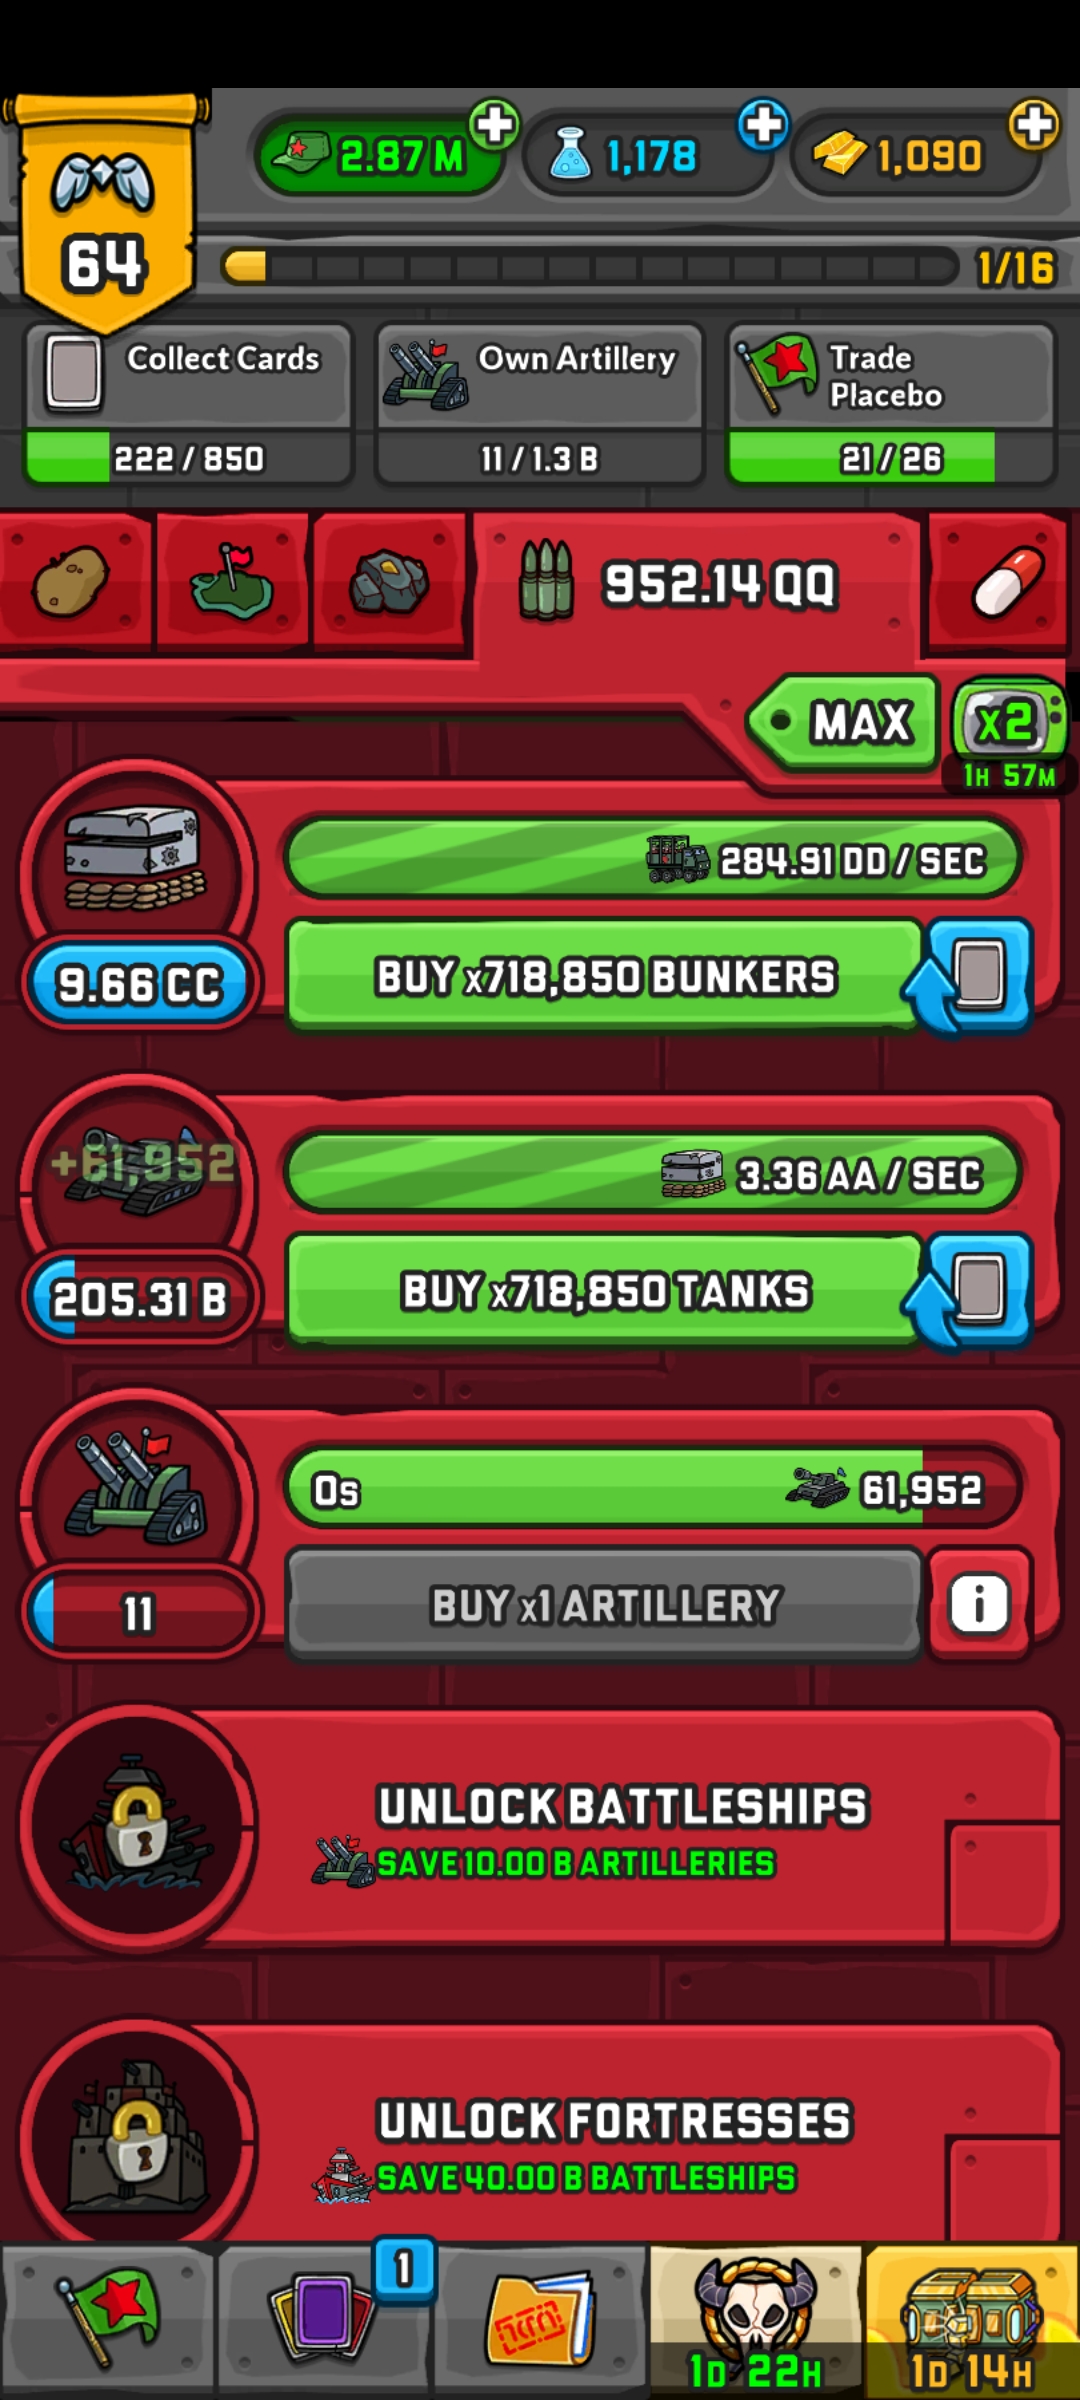 2.87 M
1,178
1,090
64
1/16
Collect Cards
222 / 850
Own Artillery
11 / 1.3 B
Trade
Placebo
21 / 26
952.14 QQ
MAX
x2
1H 57M
284.91 DD / SEC
9.66 CC
BUY x718,850 BUNKERS
+61,952
3.36 AA / SEC
205.31 B
BUY x718,850 TANKS
0s
61,952
11
BUY x1 ARTILLERY
i
UNLOCK BATTLESHIPS
SAVE 10.00 B ARTILLERIES
UNLOCK FORTRESSES
SAVE 40.00 B BATTLESHIPS
1
1D 22H
1D 14H